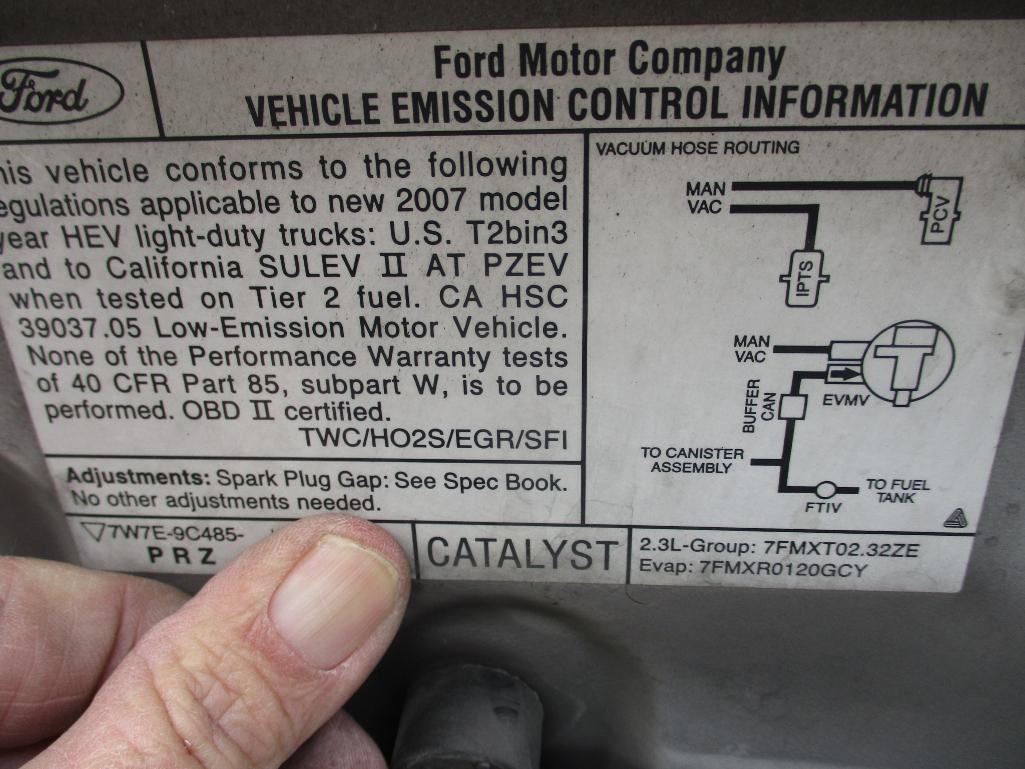 Ford
Ford Motor Company
VEHICLE EMISSION CONTROL INFORMATION
vehicle conforms to the following
applicable to new 2007 model
year HEV light-duty trucks: U.S. T2bin3
and to California SULEV II AT PZEV
when tested on Tier 2 fuel. CA HSC
39037.05 Low-Emission Motor Vehicle.
None of the Performance Warranty tests
of 40 CFR Part 85, subpart W, is to be
performed. OBD II certified.
TWC/HO2S/EGR/SFI
Adjustments: Spark Plug Gap: See Spec Book.
No other adjustments needed.
7W7E-9C485-
PRZ
CATALYST
VACUUM HOSE ROUTING
MAN
VAC
PCV
IPTS
MAN
VAC
BUFFER
CAN
EVMV
TO CANISTER
ASSEMBLY
TO FUEL
TANK
FTIV
2.3L-Group: 7FMXT02.32ZE
Evap: 7FMXR0120GCY